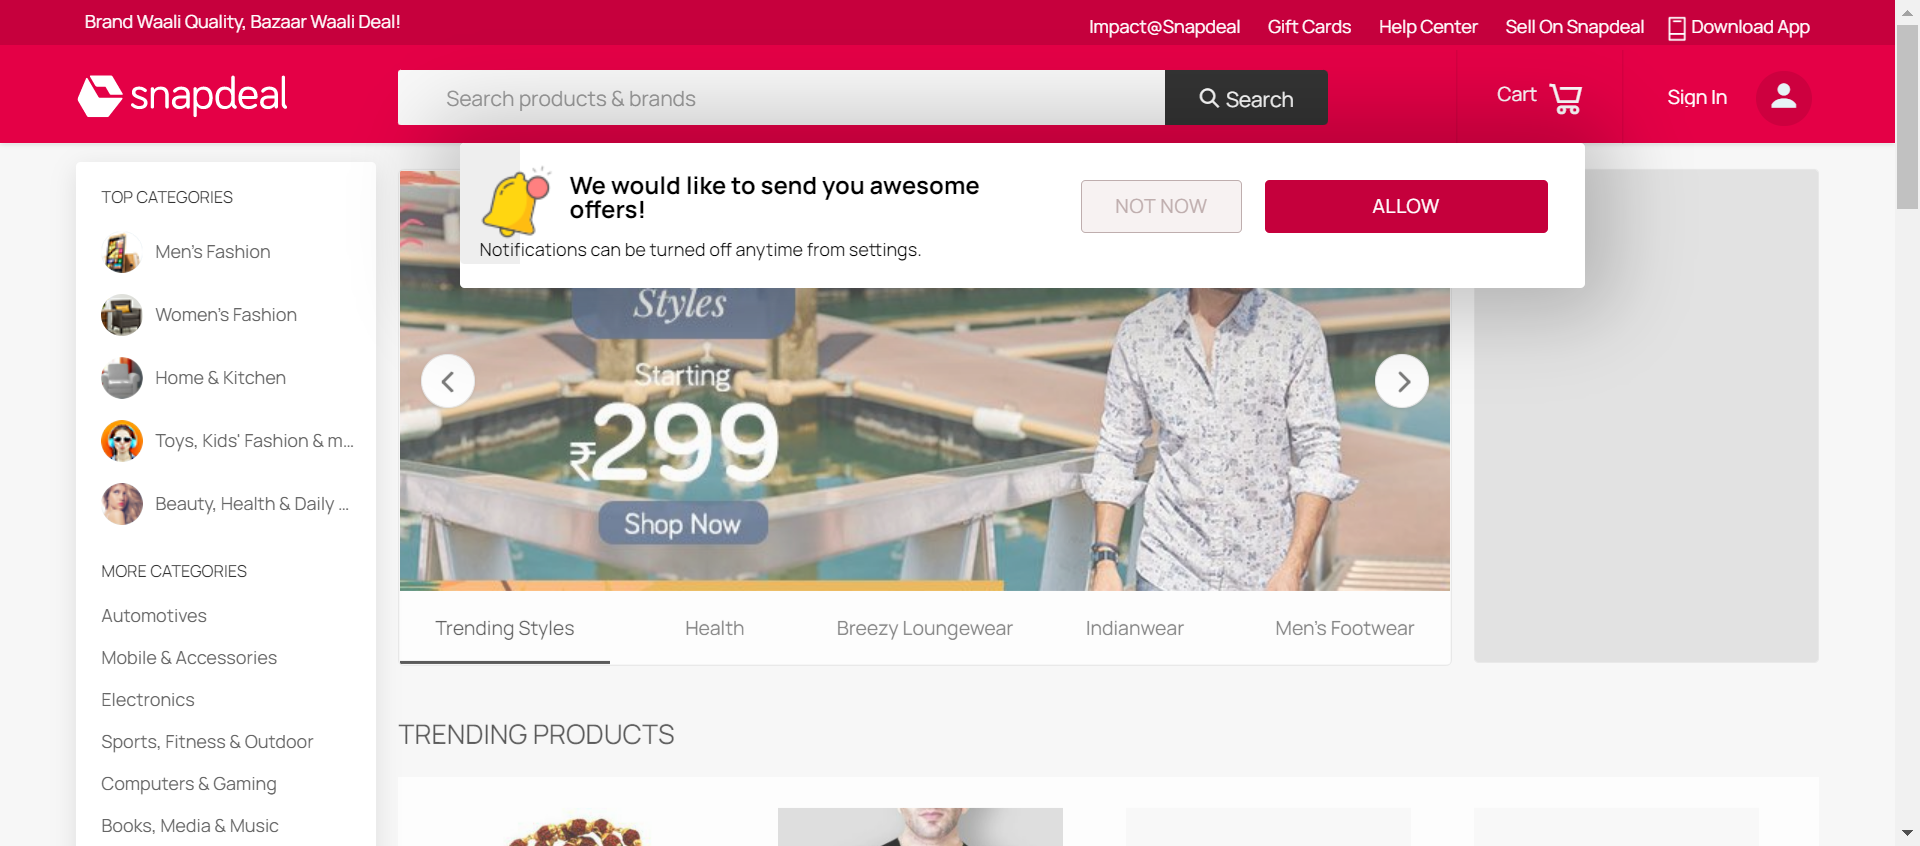 Brand Waali Quality, Bazaar Waali Deal!
Impact@Snapdeal
Gift Cards
Help Center
Sell On Snapdeal
Download App
snapdeal
Search products & brands
Search
Cart
Sign In
We would like to send you awesome
offers!
Notifications can be turned off anytime from settings.
NOT NOW
ALLOW
TOP CATEGORIES
Men's Fashion
Women's Fashion
Home & Kitchen
Toys, Kids' Fashion & m...
Beauty, Health & Daily ...
MORE CATEGORIES
Automotives
Mobile & Accessories
Electronics
Sports, Fitness & Outdoor
Computers & Gaming
Books, Media & Music
Styles
Starting
₹299
Shop Now
Trending Styles
Health
Breezy Loungewear
Indianwear
Men's Footwear
TRENDING PRODUCTS